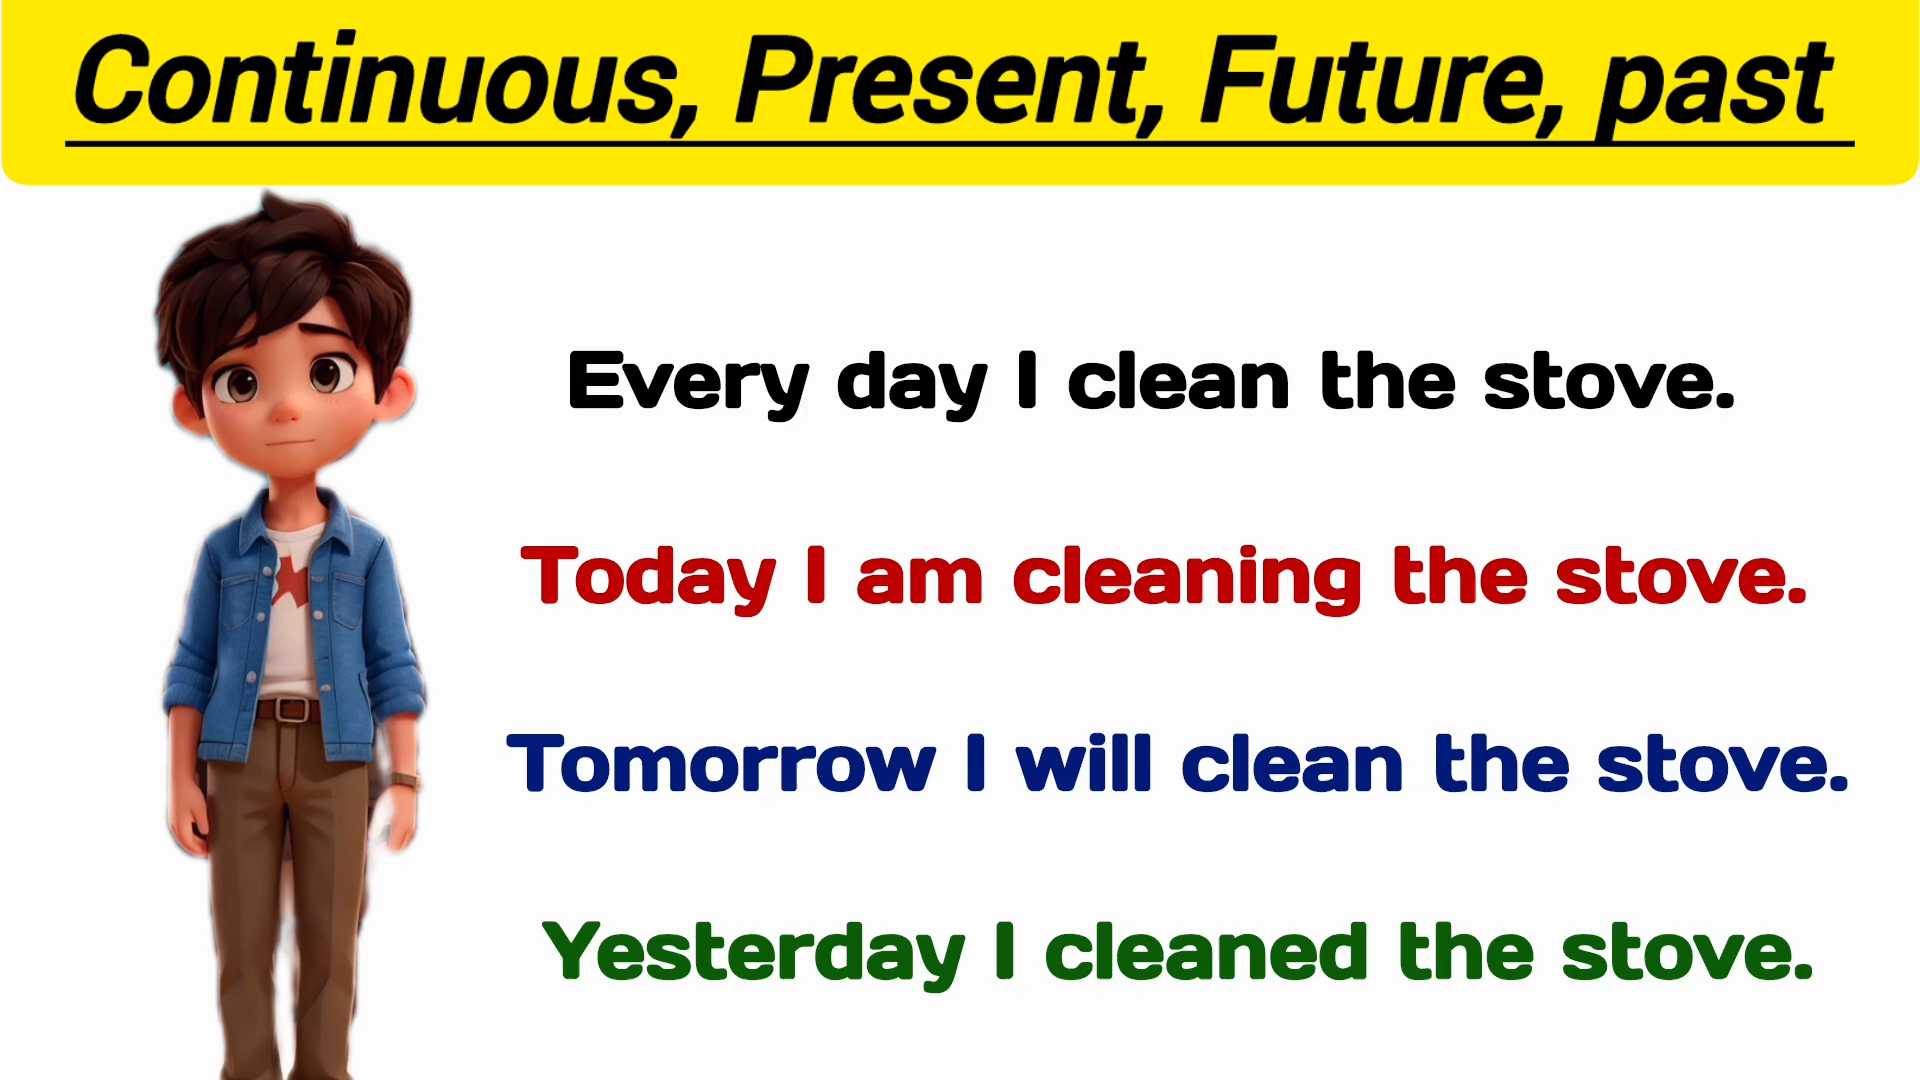 Continuous, Present, Future, past
Every day I clean the stove.
Today I am cleaning the stove.
Tomorrow I will clean the stove.
Yesterday I cleaned the stove.